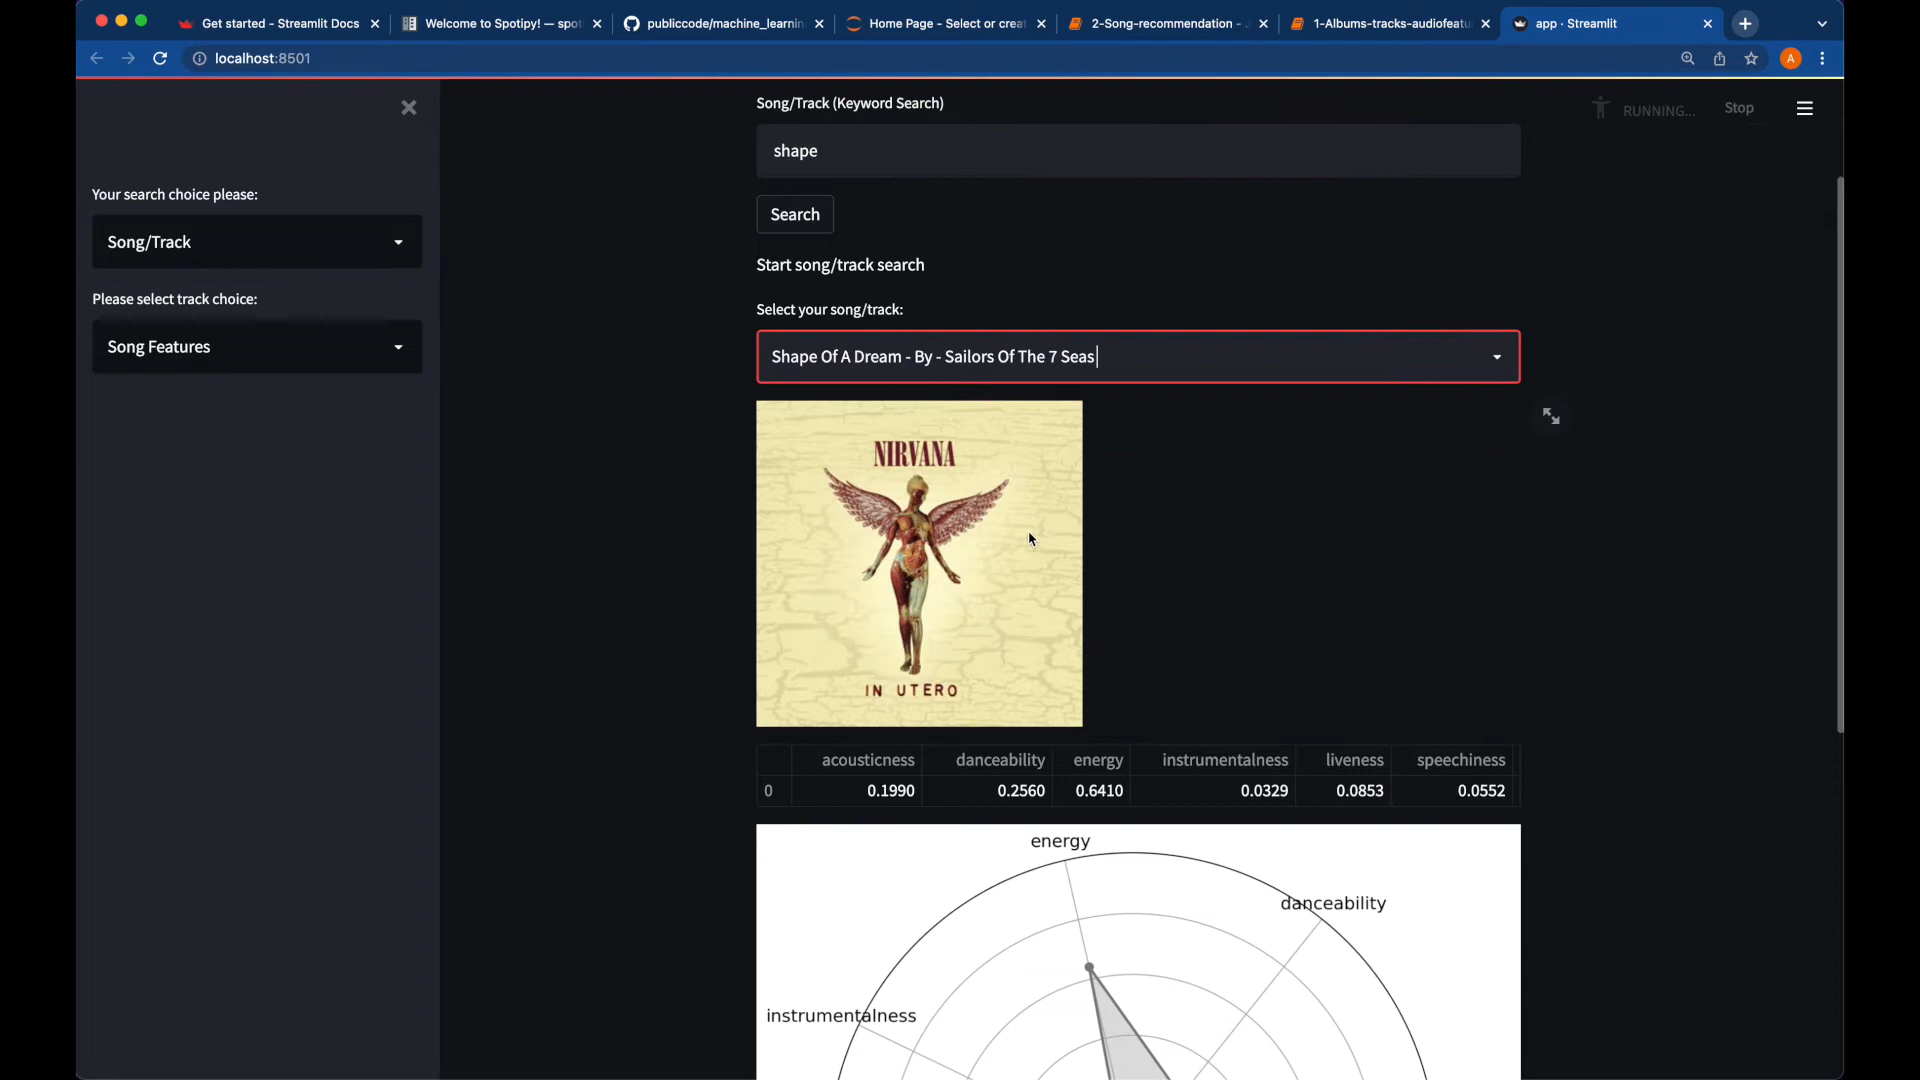 Get started - Streamlit Docs
Welcome to Spotipy! — spot
publiccode/machine_learnin
Home Page - Select or creat
2-Song-recommendation - J
1-Albums-tracks-audiofeatu
app · Streamlit
localhost:8501
A
Song/Track (Keyword Search)
RUNNING...
Stop
shape
Your search choice please:
Search
Song/Track
Start song/track search
Please select track choice:
Select your song/track:
Song Features
Shape Of A Dream - By - Sailors Of The 7 Seas
NIRVANA
IN UTERO
acousticness danceability energy instrumentalness liveness speechiness
0 0.1990 0.2560 0.6410 0.0329 0.0853 0.0552
energy
danceability
instrumentalness